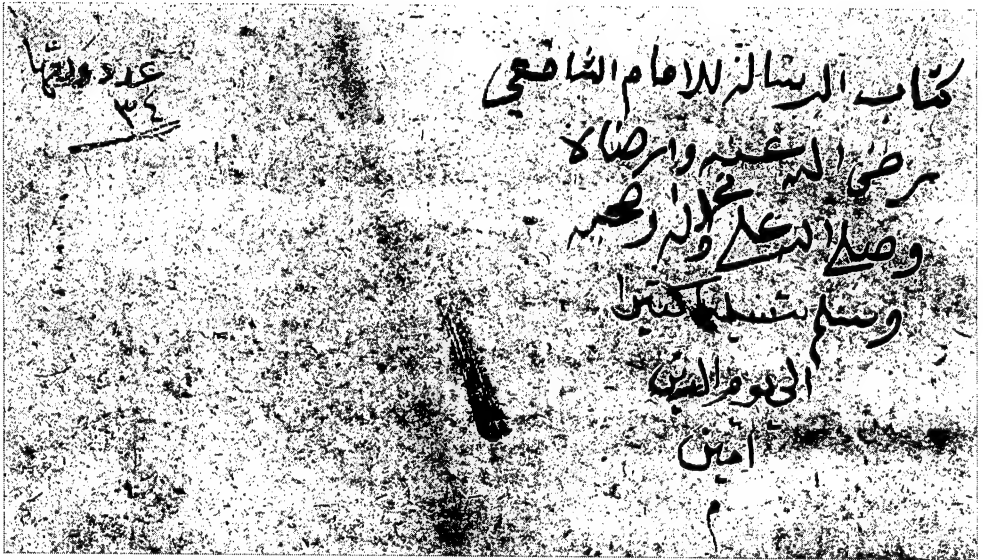 كتاب الرسالة للامام الشافعي
رضي الله عنه وارضاه
وصلى الله على محمد واله وصحبه
وسلم تسليما كثيرا
الى يوم الدين
امين
م
عدد ورقها
٣٤